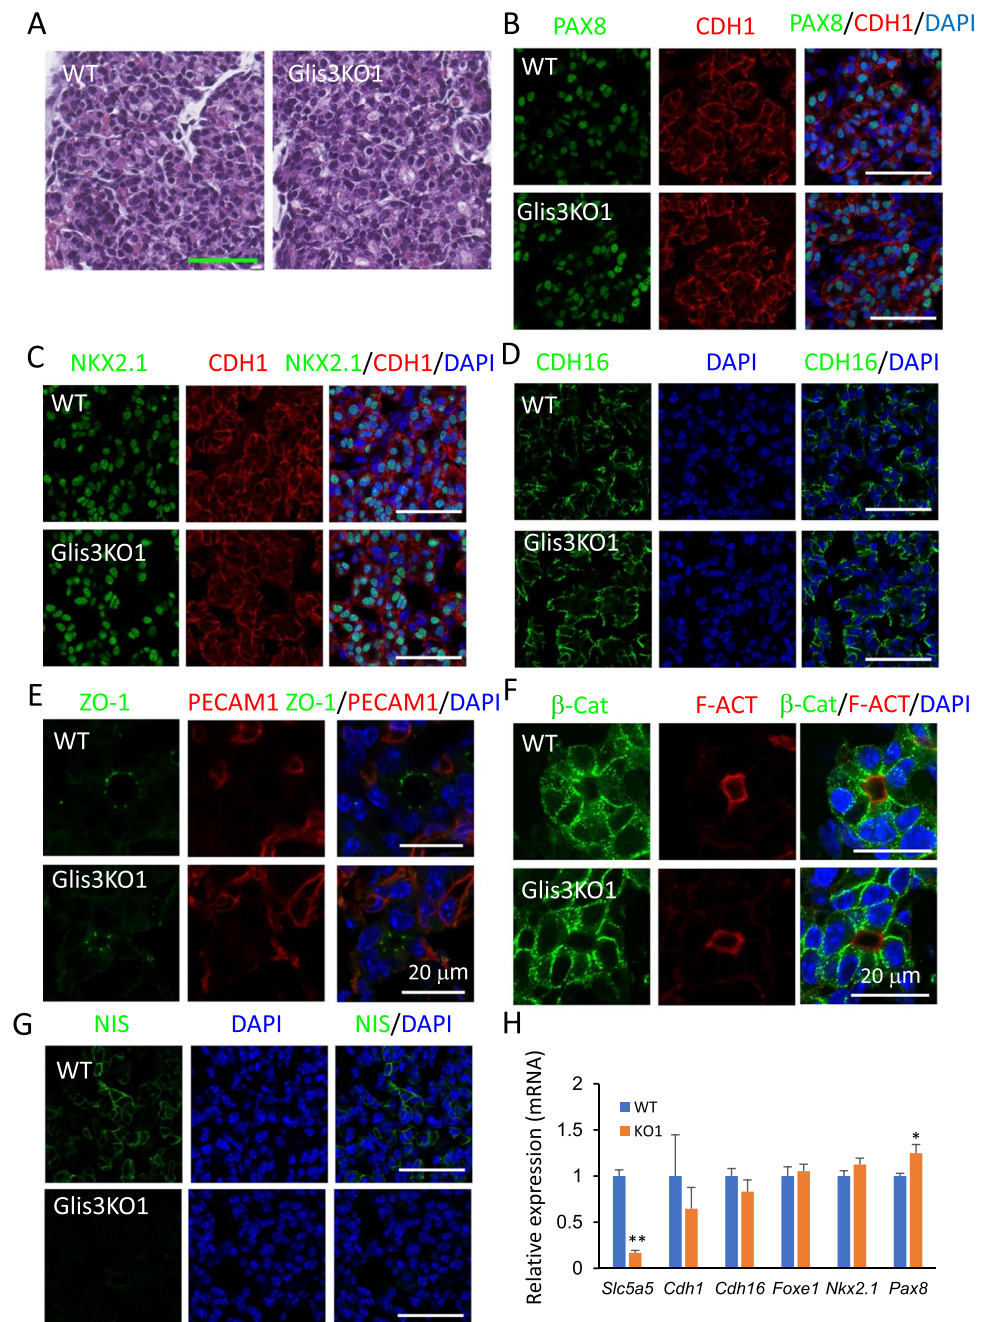 A
WT
Glis3KO1
B
PAX8
CDH1
PAX8/CDH1/DAPI
WT
Glis3KO1
C
NKX2.1
CDH1
NKX2.1/CDH1/DAPI
WT
Glis3KO1
D
CDH16
DAPI
CDH16/DAPI
WT
Glis3KO1
E
ZO-1
PECAM1
ZO-1/PECAM1/DAPI
WT
Glis3KO1
20 μm
F
β-Cat
F-ACT
β-Cat/F-ACT/DAPI
WT
Glis3KO1
20 μm
G
NIS
DAPI
NIS/DAPI
WT
Glis3KO1
H
Relative expression (mRNA)
2
1.5
1
0.5
0
WT
KO1
**
*
Slc5a5 Cdh1 Cdh16 Foxe1 Nkx2.1 Pax8